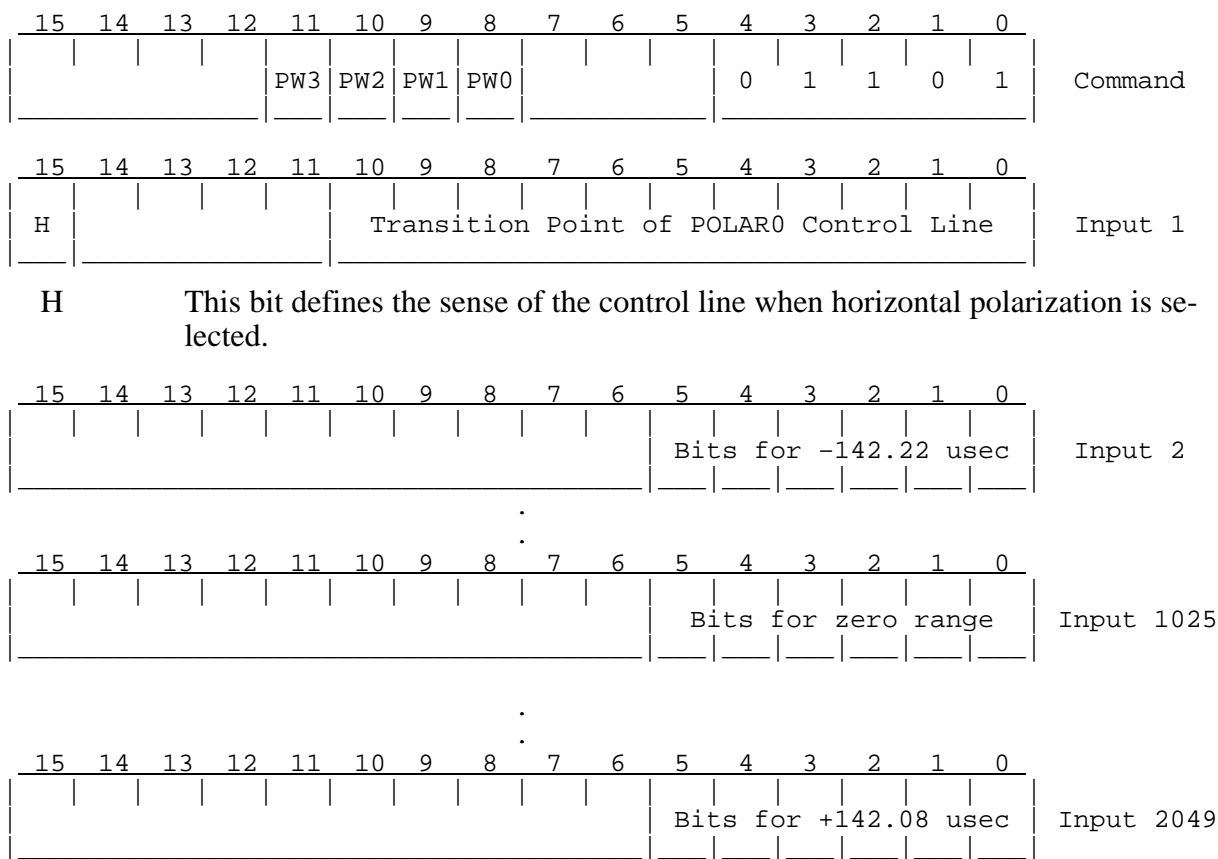 15 14 13 12 11 10 9 8 7 6 5 4 3 2 1 0
PW3 PW2 PW1 PW0 0 1 1 0 1 Command
15 14 13 12 11 10 9 8 7 6 5 4 3 2 1 0
H Transition Point of POLAR0 Control Line Input 1
H This bit defines the sense of the control line when horizontal polarization is se-
lected.
15 14 13 12 11 10 9 8 7 6 5 4 3 2 1 0
Bits for −142.22 usec Input 2
.
.
15 14 13 12 11 10 9 8 7 6 5 4 3 2 1 0
Bits for zero range Input 1025
.
.
15 14 13 12 11 10 9 8 7 6 5 4 3 2 1 0
Bits for +142.08 usec Input 2049